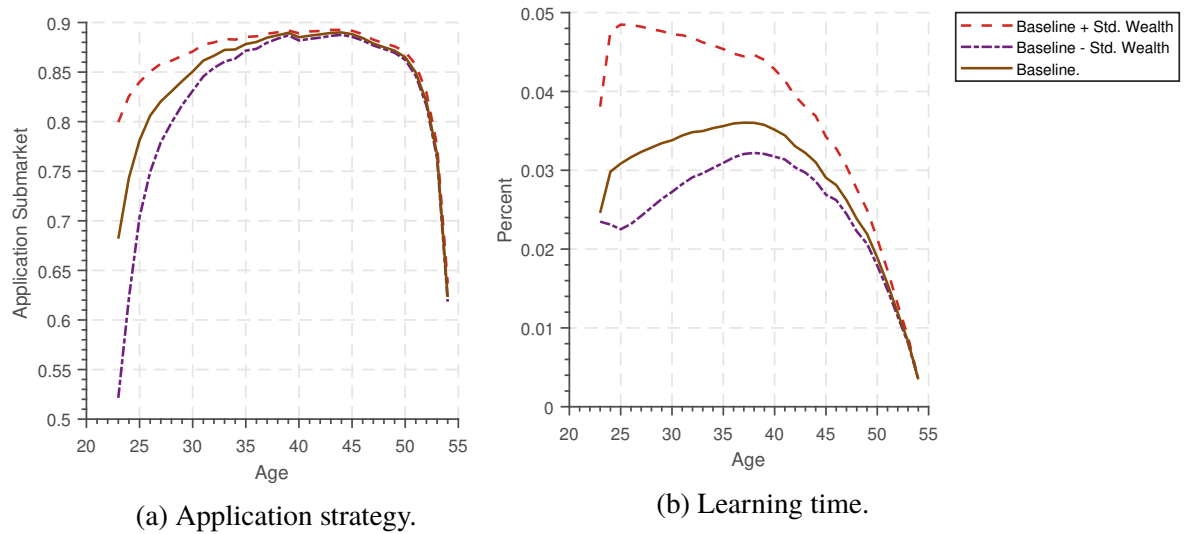 0.9
0.85
0.8
0.75
0.7
0.65
0.6
0.55
0.5
Application Submarket
20 25 30 35 40 45 50 55
Age
(a) Application strategy.
0.05
0.04
0.03
0.02
0.01
0
Percent
20 25 30 35 40 45 50 55
Age
(b) Learning time.
Baseline + Std. Wealth
Baseline - Std. Wealth
Baseline.